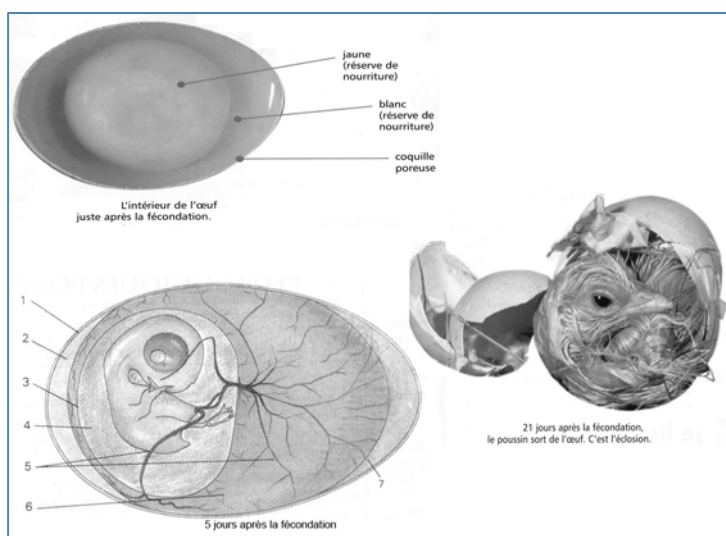 jaune
(réserve de
nourriture)
blanc
(réserve de
nourriture)
coquille
poreuse
L'intérieur de l'œuf
juste après la fécondation.
1
2
3
4
5
6
7
5 jours après la fécondation
21 jours après la fécondation,
le poussin sort de l'œuf. C'est l'éclosion.